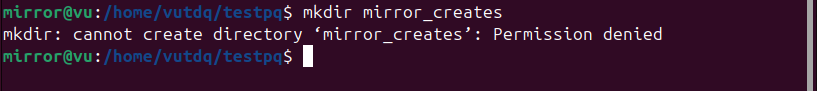 mirror@vu:/home/vutdq/testpq$ mkdir mirror_creates
mkdir: cannot create directory ‘mirror_creates’: Permission denied
mirror@vu:/home/vutdq/testpq$